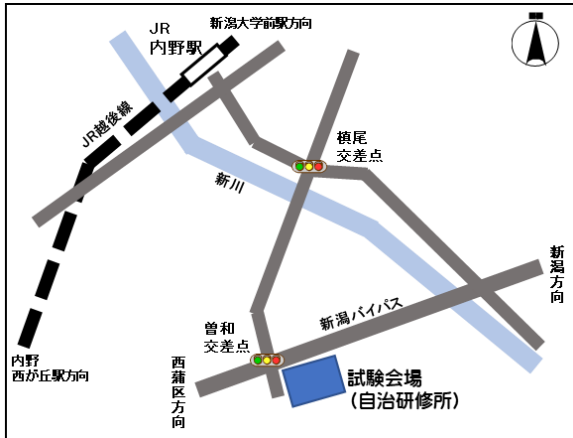 JR
内野駅
新潟大学前駅方向
JR越後線
槙尾
交差点
新川
新潟方向
新潟バイパス
曽和
交差点
内野
西が丘駅方向
西蒲区方向
試験会場
(自治研修所)